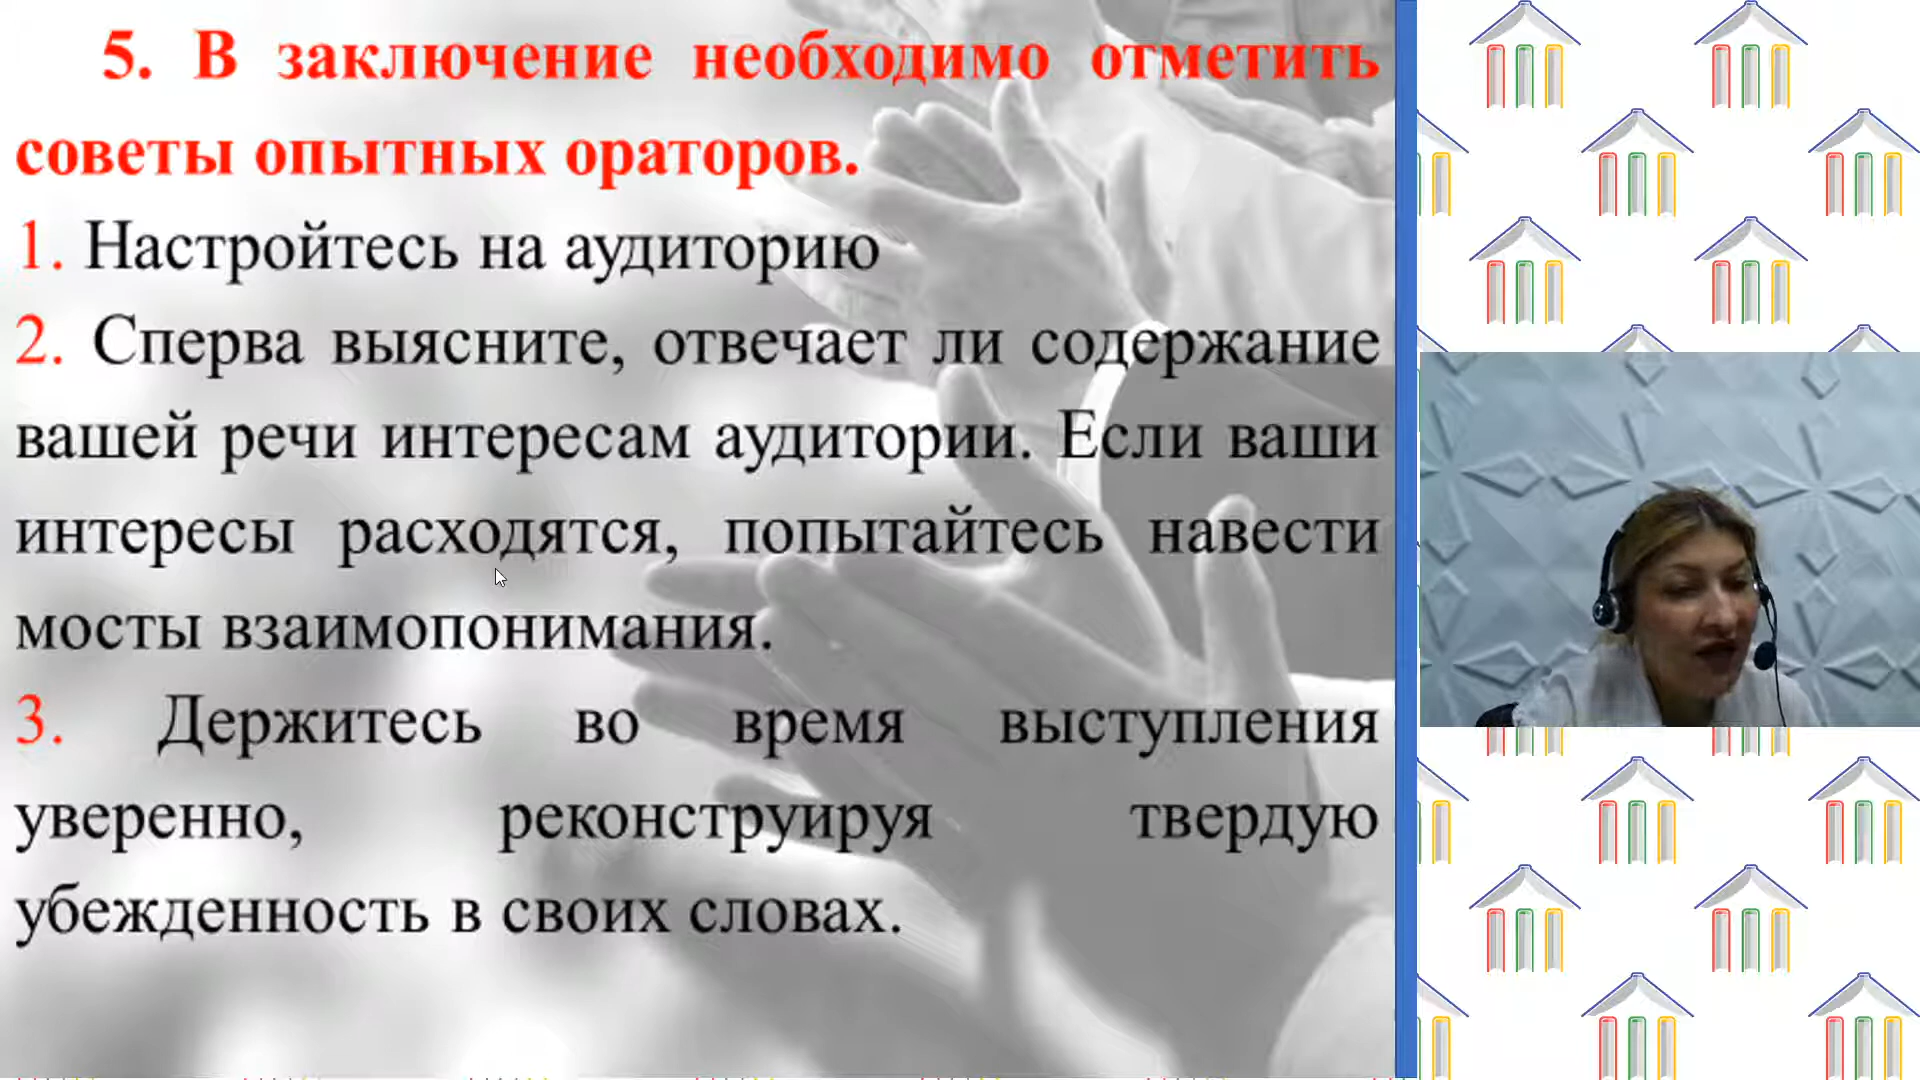 5. В заключение необходимо отметить
советы опытных ораторов.
1. Настройтесь на аудиторию
2. Сперва выясните, отвечает ли содержание
вашей речи интересам аудитории. Если ваши
интересы расходятся, попытайтесь навести
мосты взаимопонимания.
3. Держитесь во время выступления
уверенно, реконструируя твердую
убежденность в своих словах.